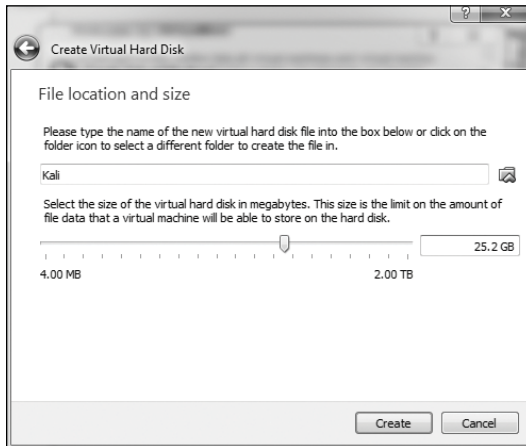 Create Virtual Hard Disk
File location and size
Please type the name of the new virtual hard disk file into the box below or click on the
folder icon to select a different folder to create the file in.
Kali
Select the size of the virtual hard disk in megabytes. This size is the limit on the amount of
file data that a virtual machine will be able to store on the hard disk.
25.2 GB
4.00 MB
2.00 TB
Create
Cancel